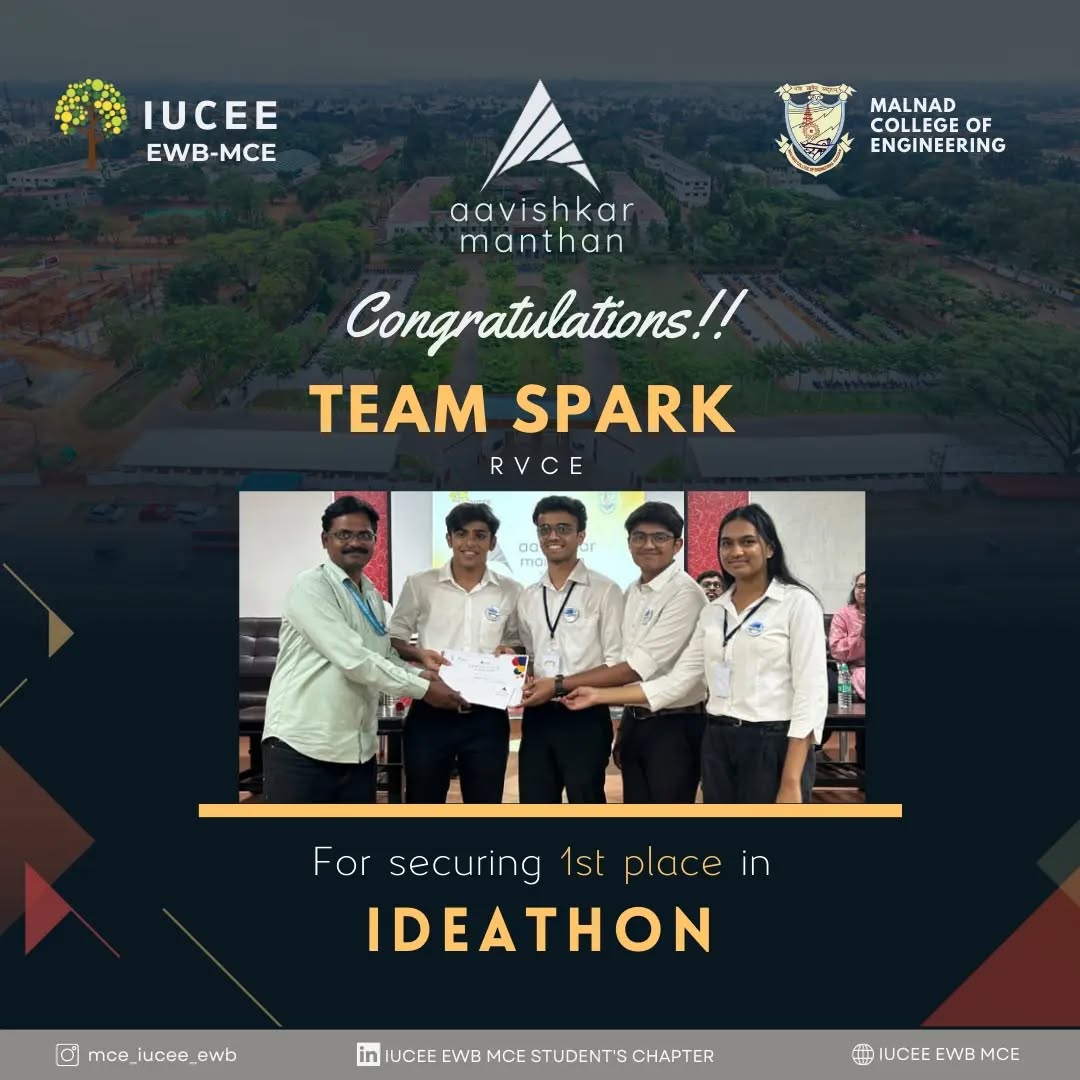 IUCEE
EWB-MCE
aavishkar
manthan
MALNAD
COLLEGE OF
ENGINEERING
Congratulations!!
TEAM SPARK
RVCE
For securing 1st place in
IDEATHON
mce_iucee_ewb
in IUCEE EWB MCE STUDENT'S CHAPTER
IUCEE EWB MCE